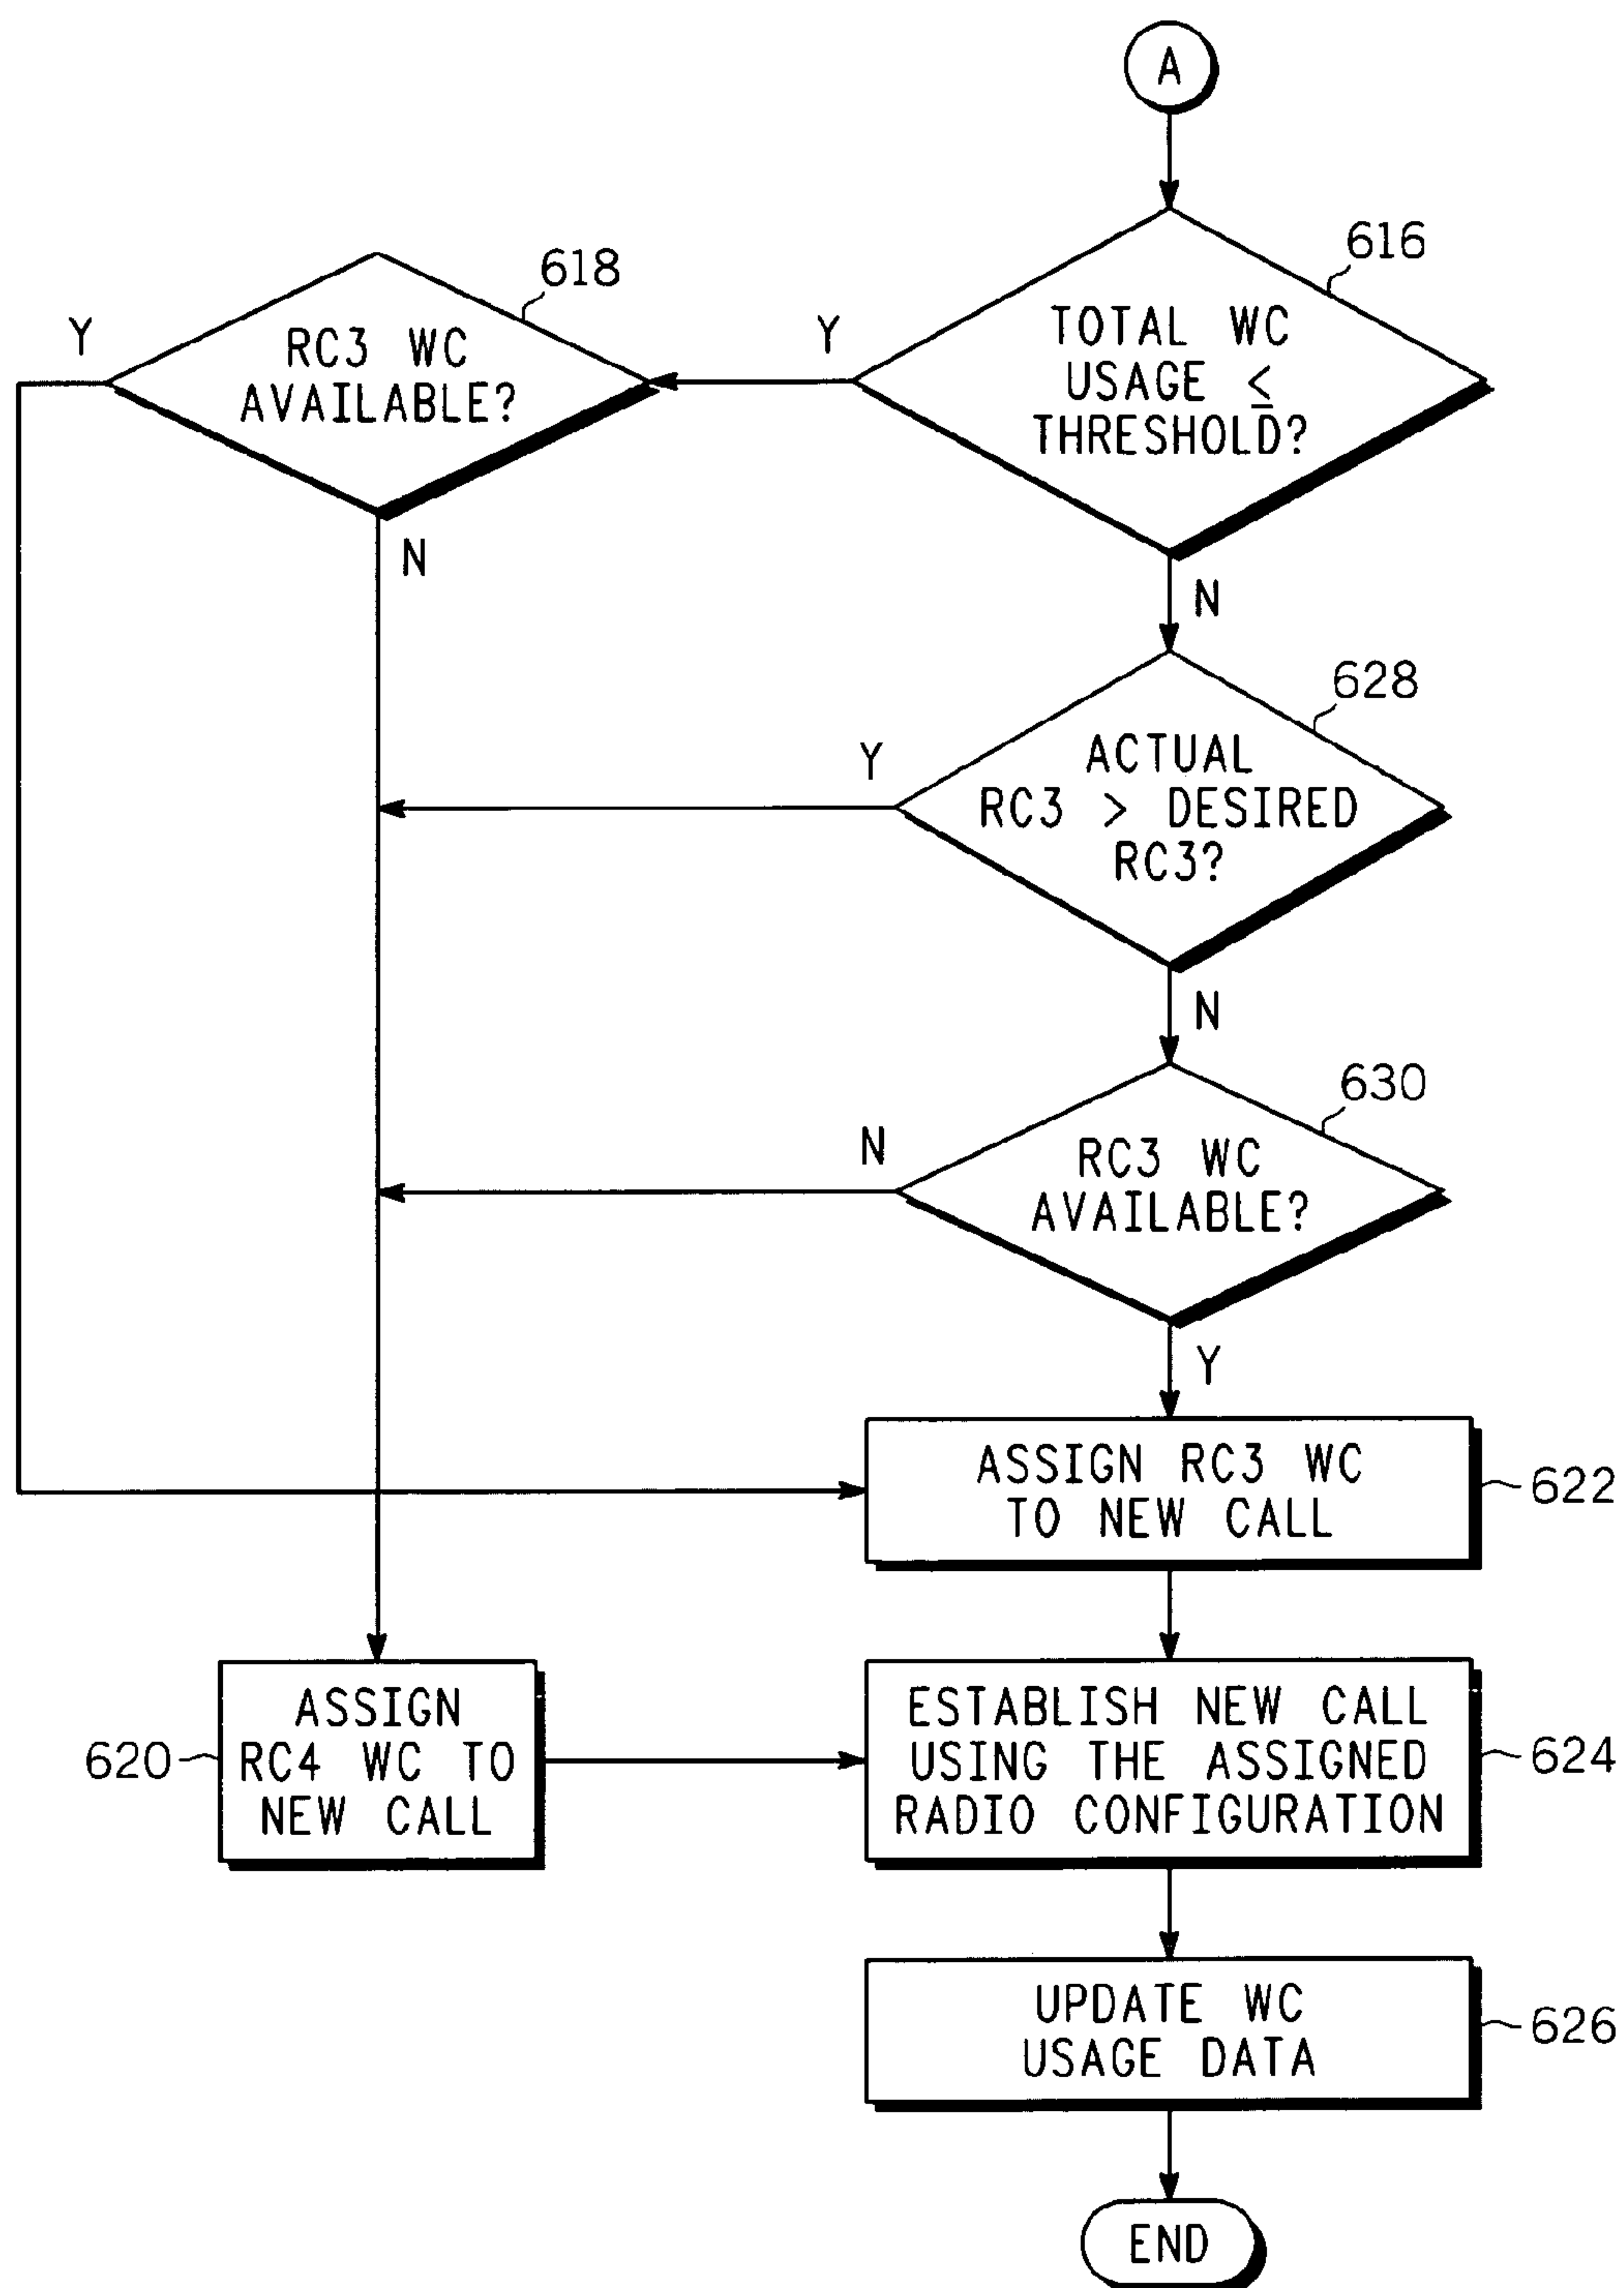 A
616
TOTAL WC
USAGE ≤
THRESHOLD?
Y
N
618
RC3 WC
AVAILABLE?
Y
N
628
ACTUAL
RC3 > DESIRED
RC3?
Y
N
630
RC3 WC
AVAILABLE?
N
Y
ASSIGN RC3 WC
TO NEW CALL
622
ASSIGN
RC4 WC TO
NEW CALL
620
ESTABLISH NEW CALL
USING THE ASSIGNED
RADIO CONFIGURATION
624
UPDATE WC
USAGE DATA
626
END